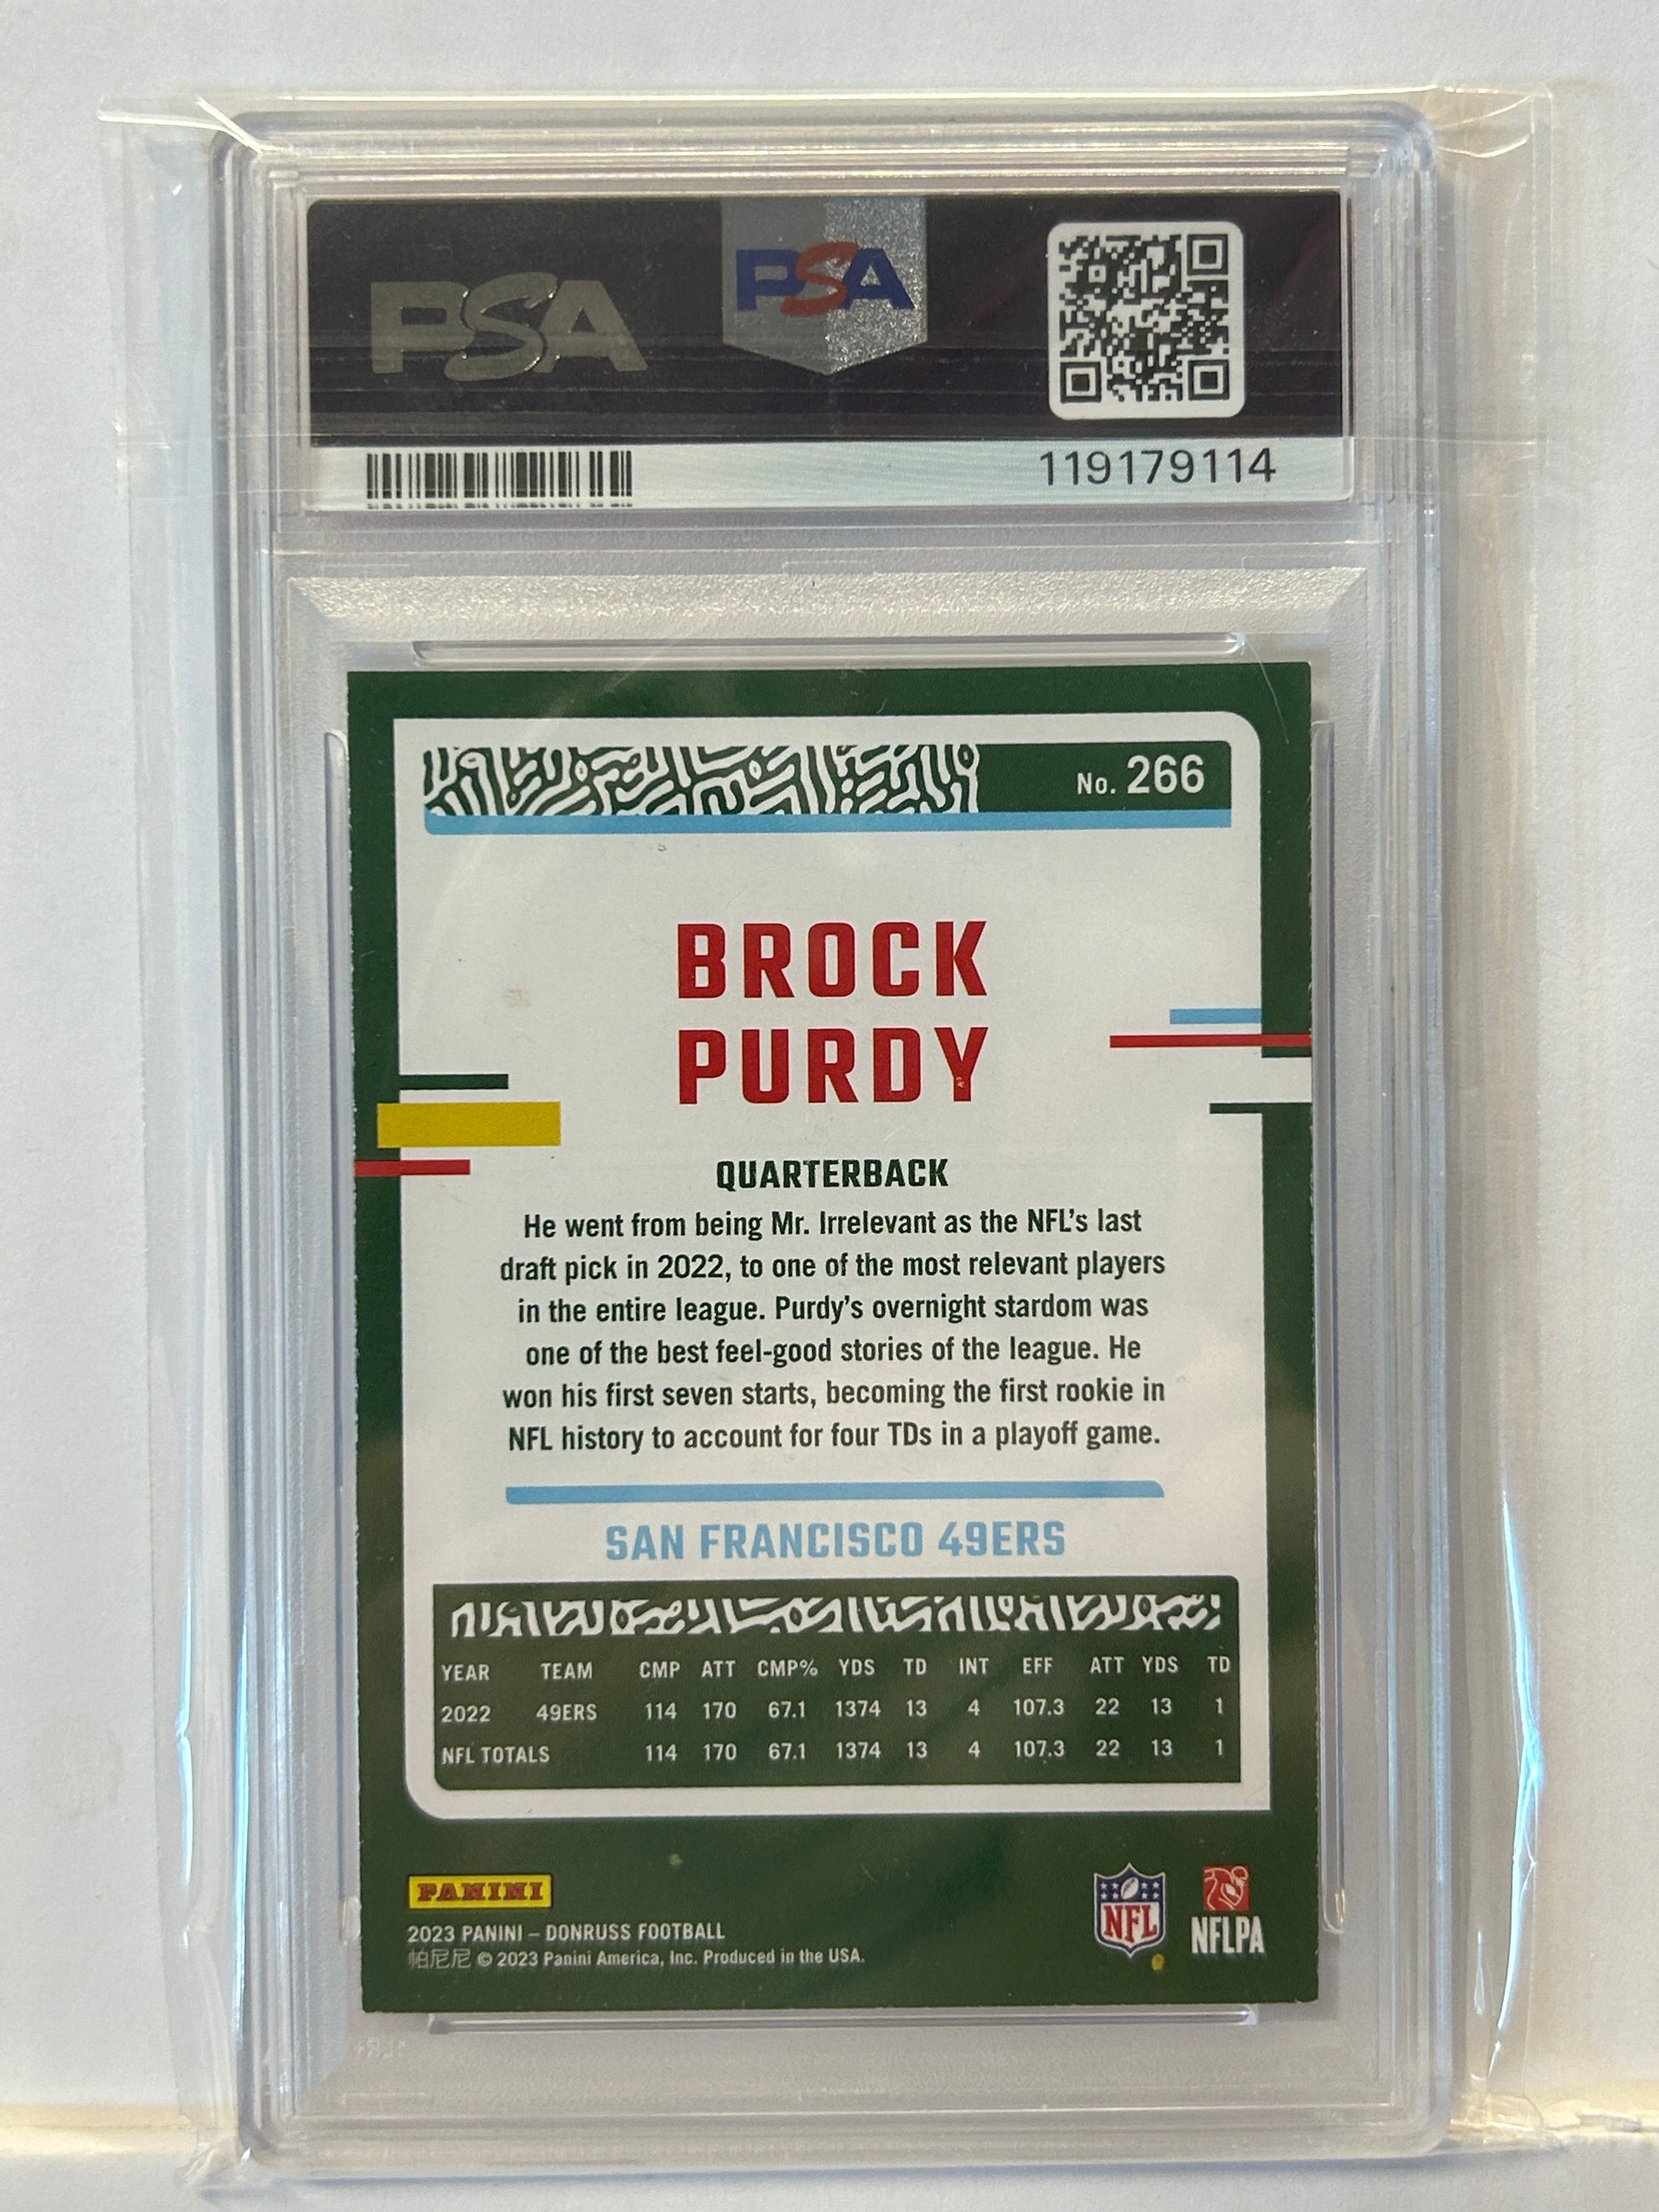 PSA
PSA
119179114
No. 266
BROCK
PURDY
QUARTERBACK
He went from being Mr. Irrelevant as the NFL's last
draft pick in 2022, to one of the most relevant players
in the entire league. Purdy's overnight stardom was
one of the best feel-good stories of the league. He
won his first seven starts, becoming the first rookie in
NFL history to account for four TDs in a playoff game.
SAN FRANCISCO 49ERS
YEAR TEAM CMP ATT CMP% YDS TD INT EFF ATT YDS TD
2022 49ERS 114 170 67.1 1374 13 4 107.3 22 13 1
NFL TOTALS 114 170 67.1 1374 13 4 107.3 22 13 1
PANINI
NFL
NFLPA
2023 PANINI – DONRUSS FOOTBALL
帕尼尼 © 2023 Panini America, Inc. Produced in the USA.